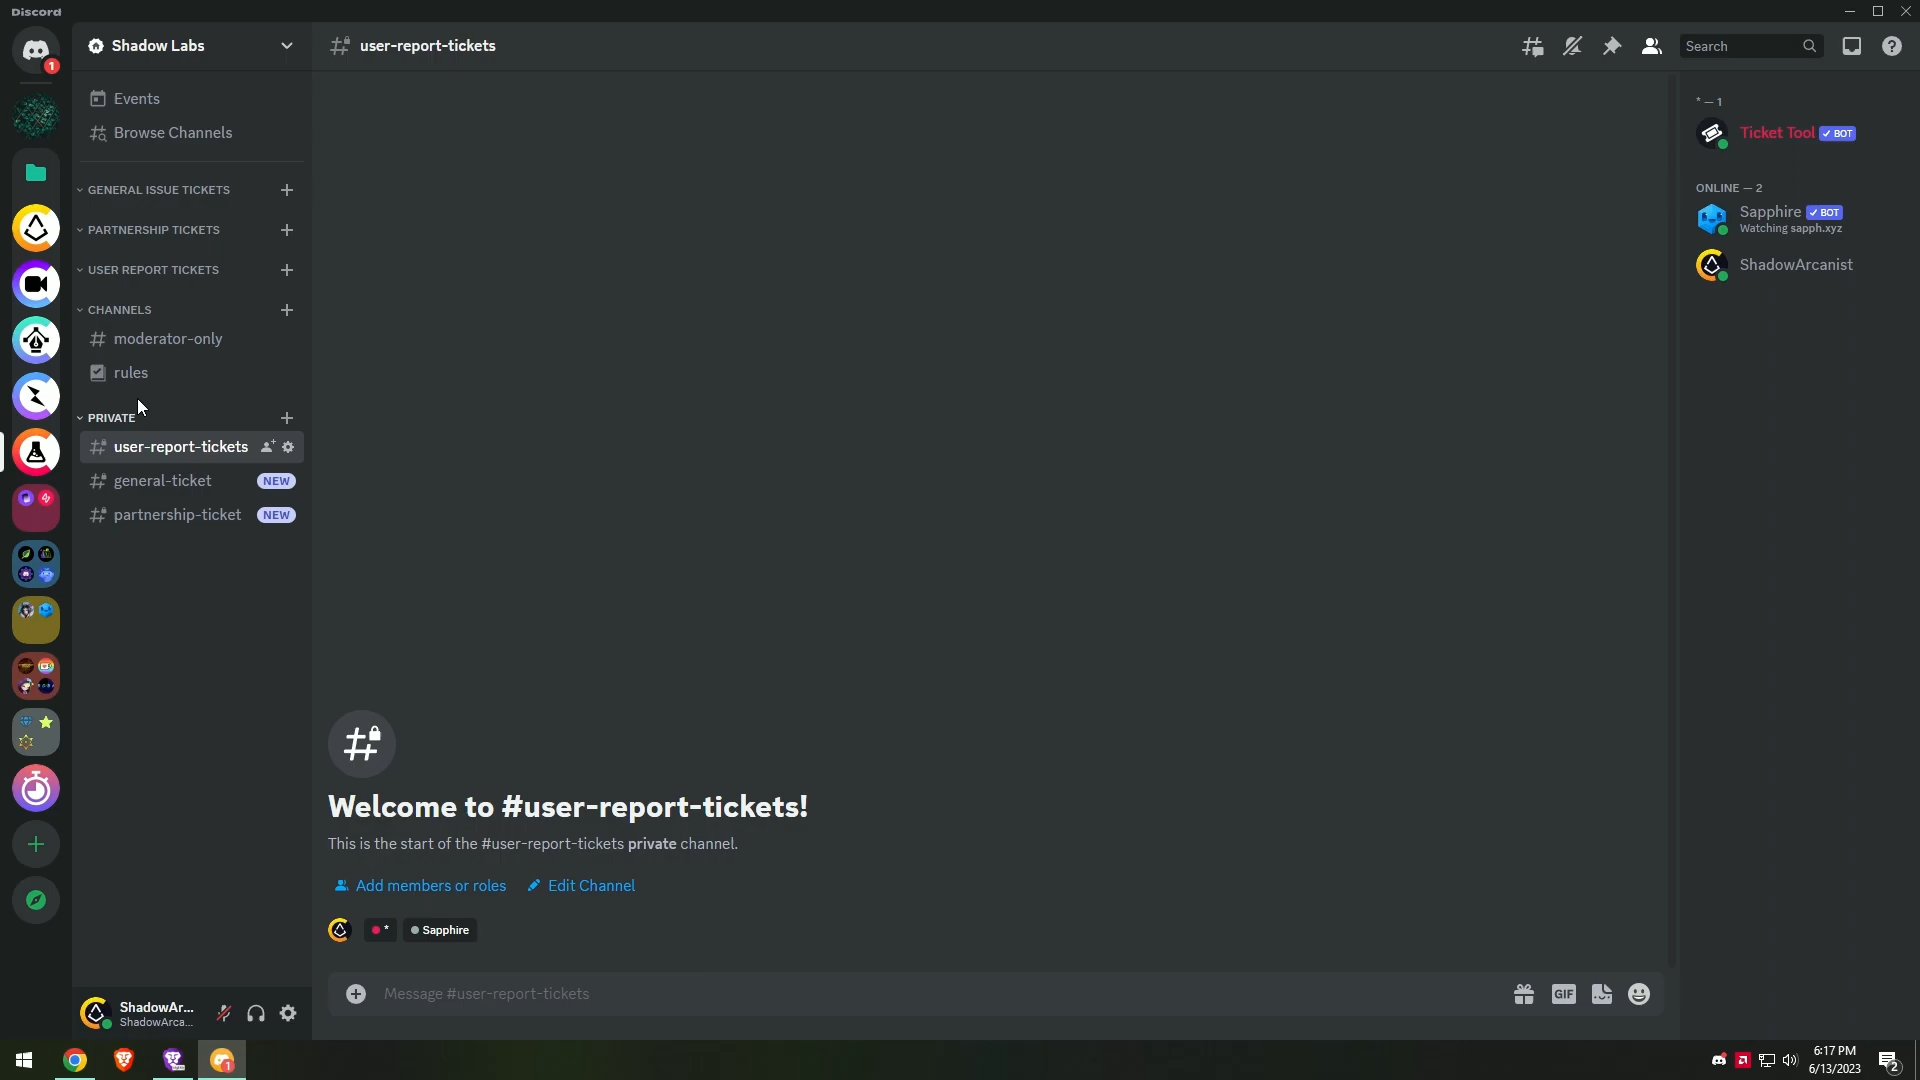 Discord
1
Shadow Labs
user-report-tickets
Search
Events
Browse Channels
GENERAL ISSUE TICKETS
PARTNERSHIP TICKETS
USER REPORT TICKETS
CHANNELS
moderator-only
rules
PRIVATE
user-report-tickets
general-ticket NEW
partnership-ticket NEW
Welcome to #user-report-tickets!
This is the start of the #user-report-tickets private channel.
Add members or roles Edit Channel
* Sapphire
Message #user-report-tickets
GIF
* — 1
Ticket Tool ✓ BOT
ONLINE — 2
Sapphire ✓ BOT
Watching sapph.xyz
ShadowArcanist
ShadowAr...
ShadowArca...
1
6:17 PM
6/13/2023
2